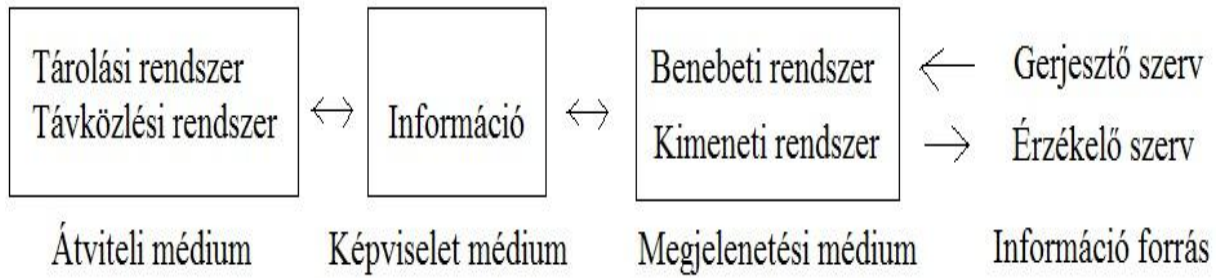 Tárolási rendszer
Távközlési rendszer
Információ
Benebeti rendszer
Kimeneti rendszer
Gerjesztő szerv
Érzékelő szerv
Átviteli médium
Képviselet médium
Megjelenetési médium
Információ forrás